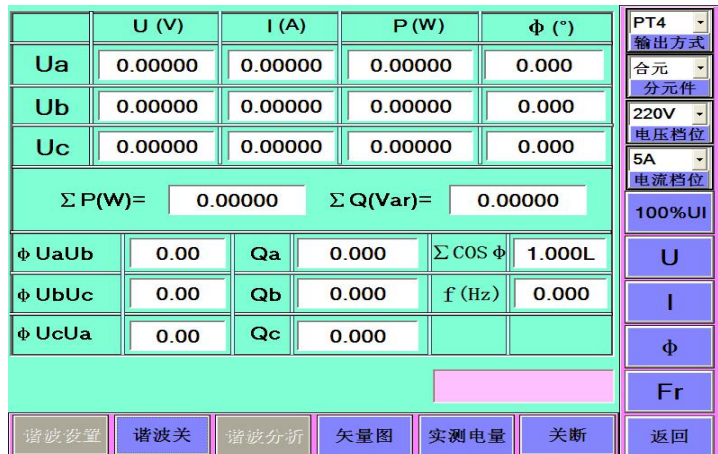 U (V) I (A) P (W) Φ (°)
Ua 0.00000 0.00000 0.00000 0.000
Ub 0.00000 0.00000 0.00000 0.000
Uc 0.00000 0.00000 0.00000 0.000
ΣP(W)= 0.00000 ΣQ(Var)= 0.00000
ΦUaUb 0.00 Qa 0.000 ΣCOSΦ 1.000L
ΦUbUc 0.00 Qb 0.000 f(Hz) 0.000
ΦUcUa 0.00 Qc 0.000
谐波设置 谐波关 谐波分析 矢量图 实测电量 关断
PT4
输出方式
合元
分元件
220V
电压档位
5A
电流档位
100%UI
U
I
Φ
Fr
返回